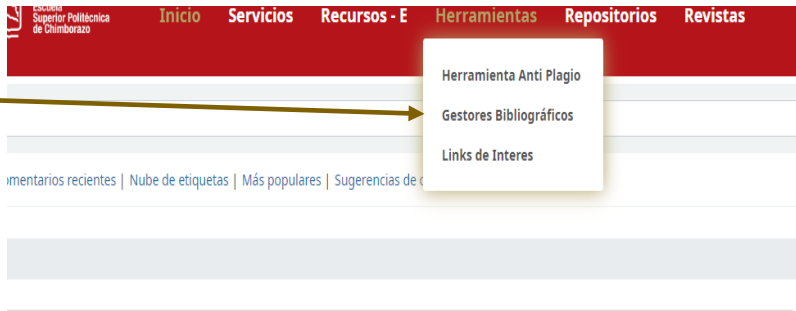 Escuela
Superior Politécnica
de Chimborazo
Inicio Servicios Recursos - E Herramientas Repositorios Revistas
Herramienta Anti Plagio
Gestores Bibliográficos
Links de Interes
omentarios recientes | Nube de etiquetas | Más populares | Sugerencias de